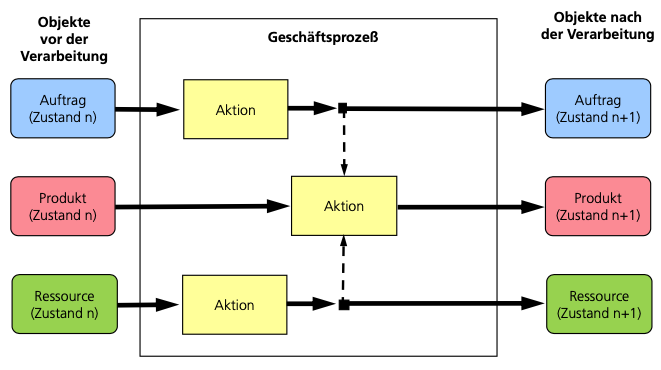 Objekte
vor der
Verarbeitung
Geschäftsprozeß
Objekte nach
der Verarbeitung
Auftrag
(Zustand n)
Aktion
Auftrag
(Zustand n+1)
Produkt
(Zustand n)
Aktion
Produkt
(Zustand n+1)
Ressource
(Zustand n)
Aktion
Ressource
(Zustand n+1)